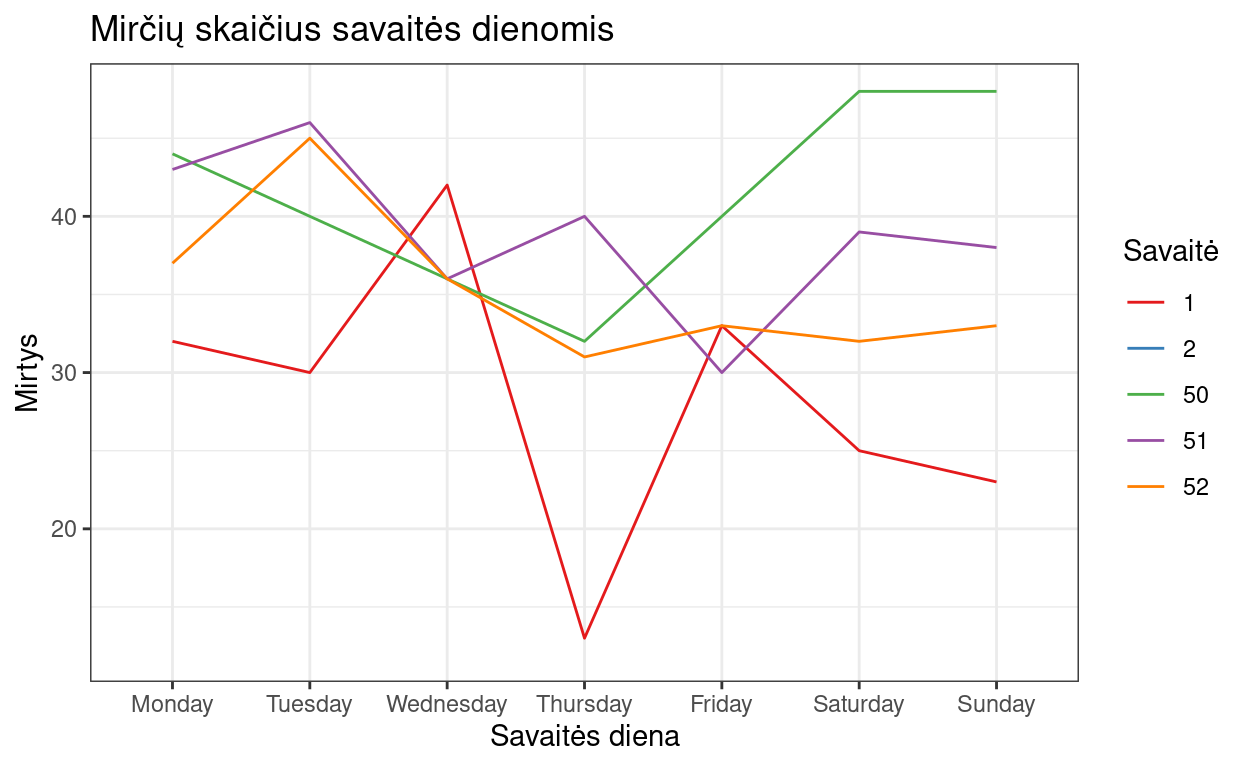 Mirčių skaičius savaitės dienomis
Mirtys
40
30
20
Monday Tuesday Wednesday Thursday Friday Saturday Sunday
Savaitės diena
Savaitė
1
2
50
51
52